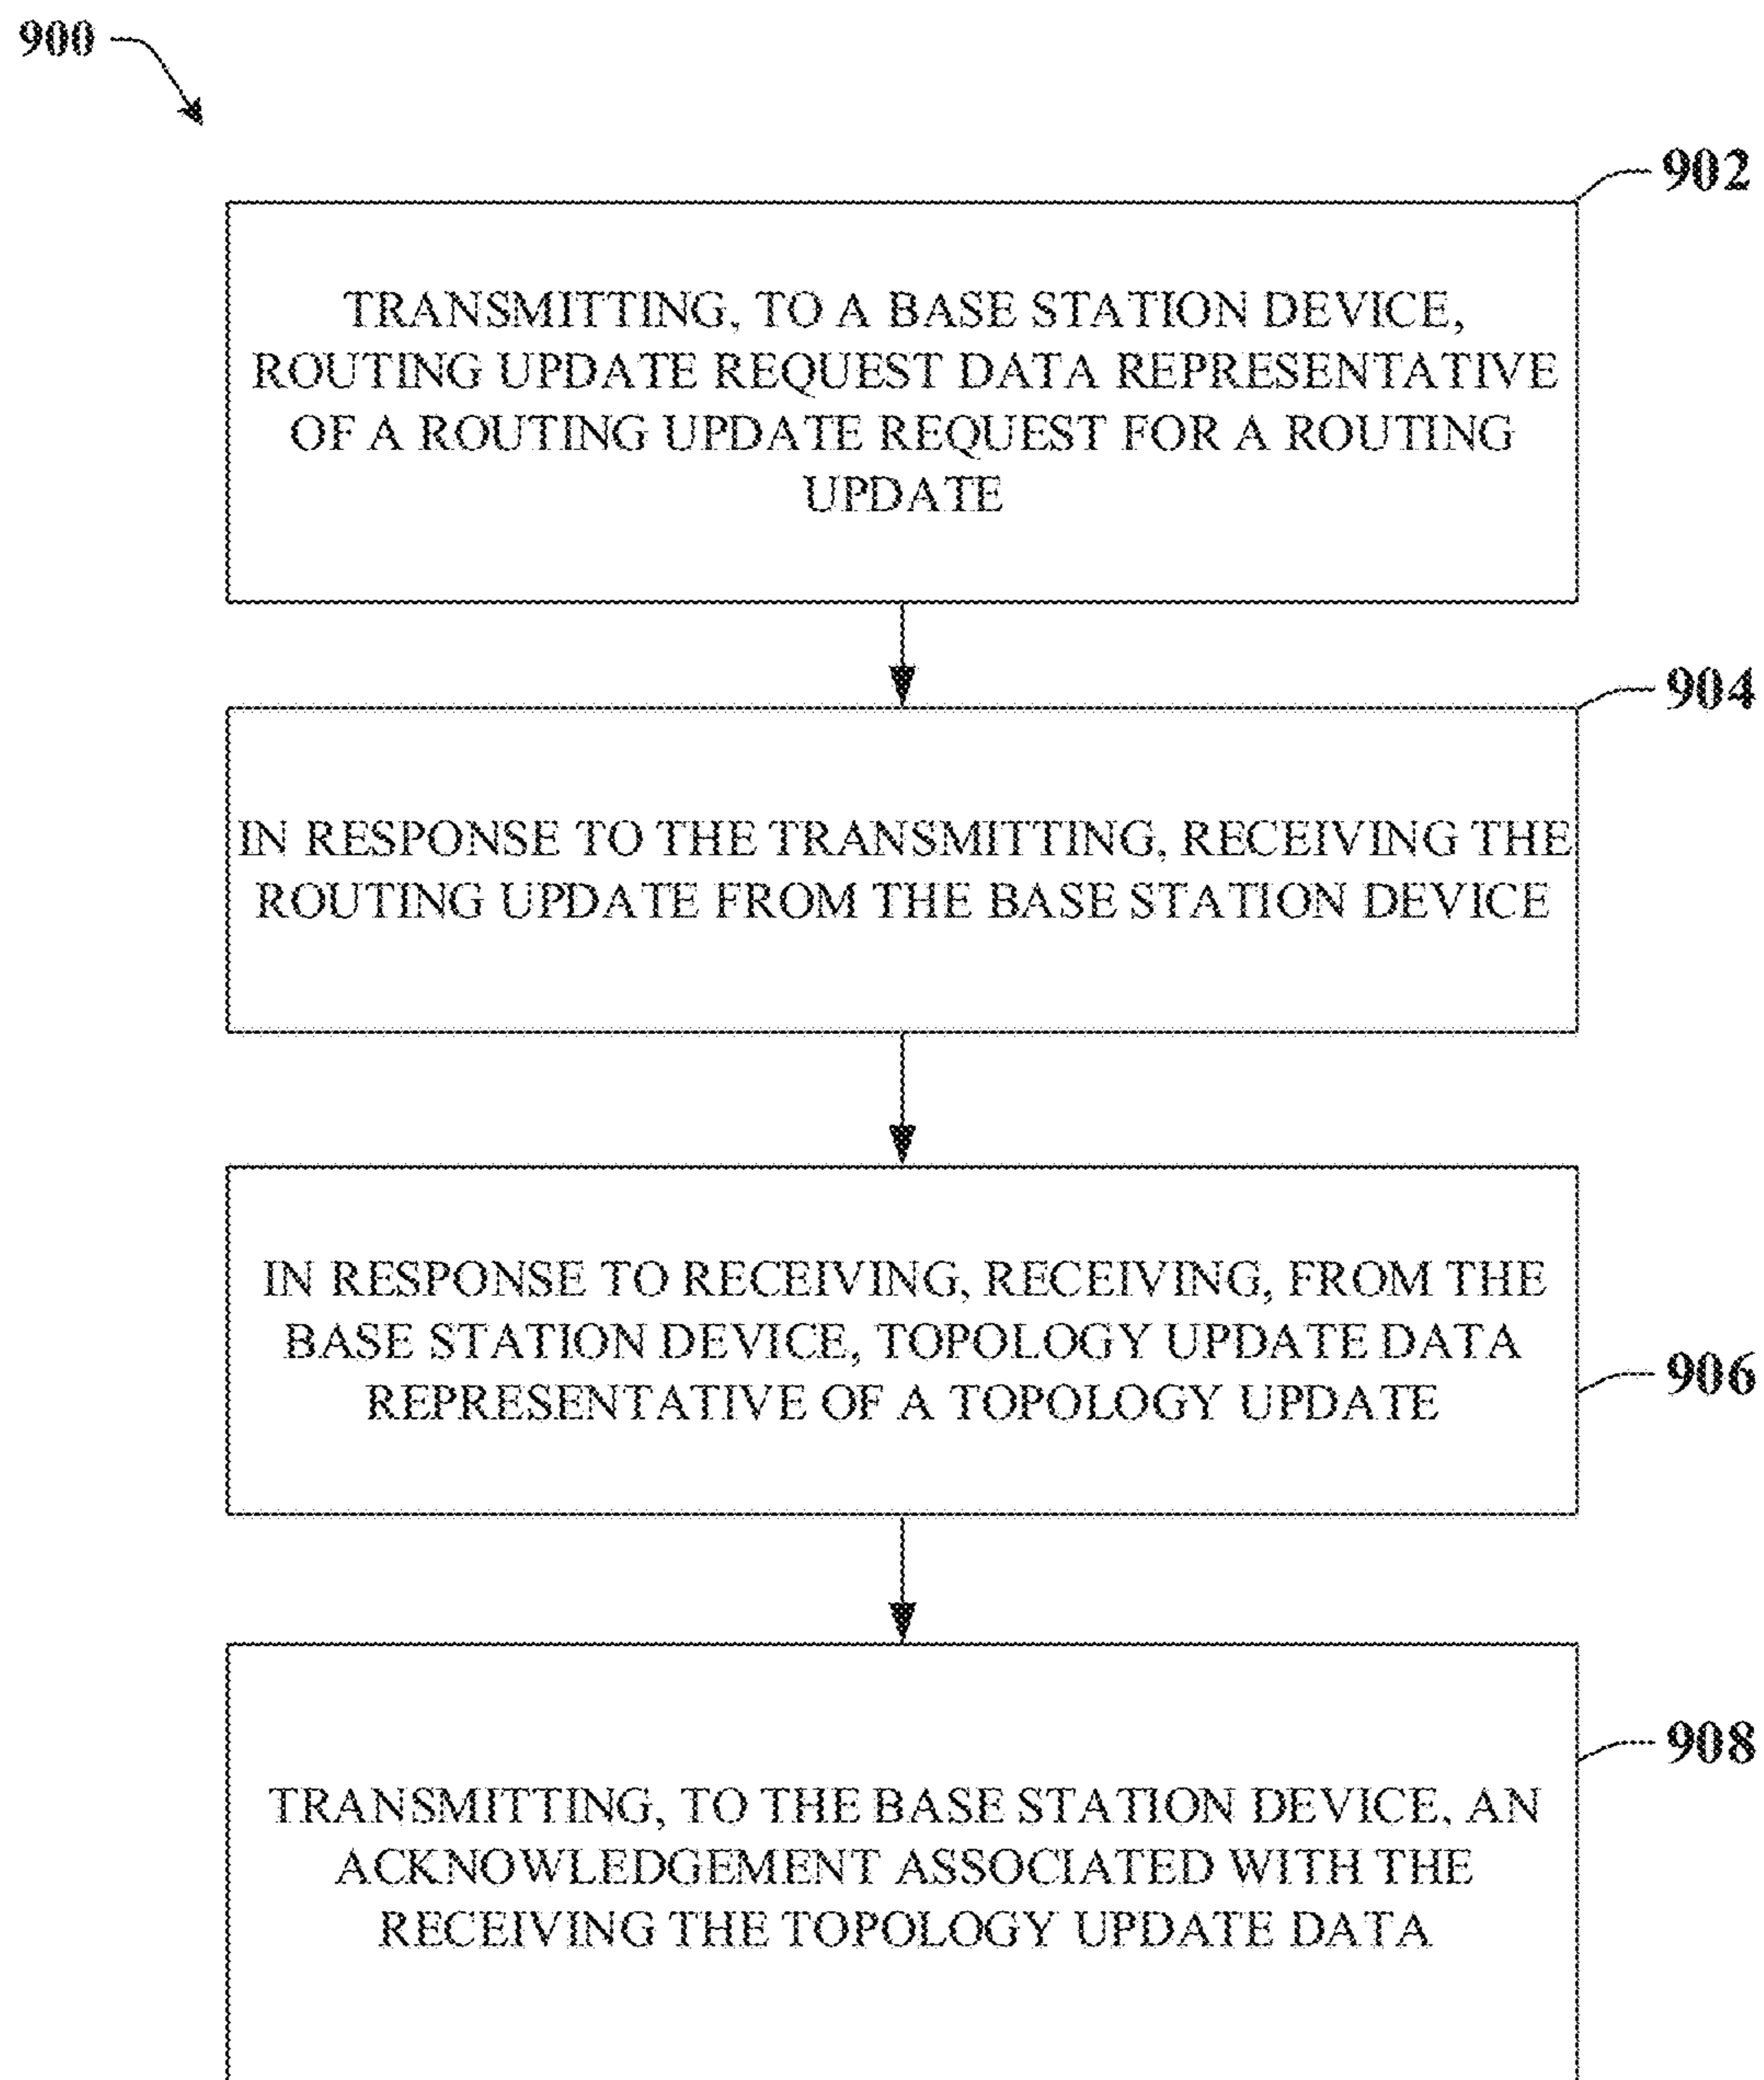 900
902
TRANSMITTING, TO A BASE STATION DEVICE,
ROUTING UPDATE REQUEST DATA REPRESENTATIVE
OF A ROUTING UPDATE REQUEST FOR A ROUTING
UPDATE
904
IN RESPONSE TO THE TRANSMITTING, RECEIVING THE
ROUTING UPDATE FROM THE BASE STATION DEVICE
IN RESPONSE TO RECEIVING, RECEIVING, FROM THE
BASE STATION DEVICE, TOPOLOGY UPDATE DATA
REPRESENTATIVE OF A TOPOLOGY UPDATE
906
908
TRANSMITTING, TO THE BASE STATION DEVICE, AN
ACKNOWLEDGEMENT ASSOCIATED WITH THE
RECEIVING THE TOPOLOGY UPDATE DATA